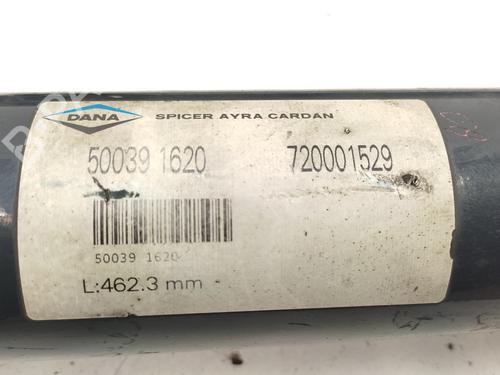 DANA
SPICER AYRA CARDAN
50039 1620
720001529
50039 1620
L:462.3 mm